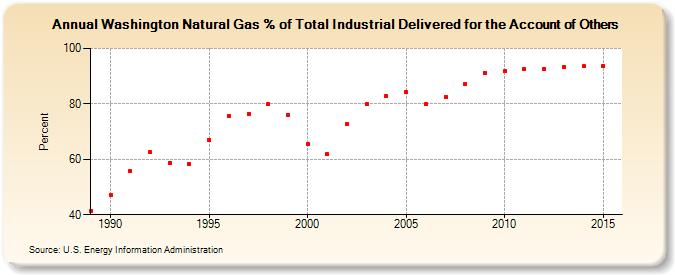 Annual Washington Natural Gas % of Total Industrial Delivered for the Account of Others
100
80
60
40
Percent
1990 1995 2000 2005 2010 2015
Source: U.S. Energy Information Administration